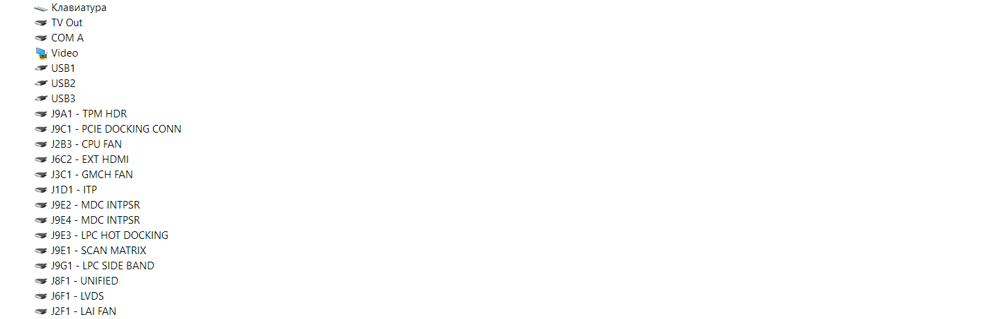 Клавиатура
TV Out
COM A
Video
USB1
USB2
USB3
J9A1 - TPM HDR
J9C1 - PCIE DOCKING CONN
J2B3 - CPU FAN
J6C2 - EXT HDMI
J3C1 - GMCH FAN
J1D1 - ITP
J9E2 - MDC INTPSR
J9E4 - MDC INTPSR
J9E3 - LPC HOT DOCKING
J9E1 - SCAN MATRIX
J9G1 - LPC SIDE BAND
J8F1 - UNIFIED
J6F1 - LVDS
J2F1 - LAI FAN